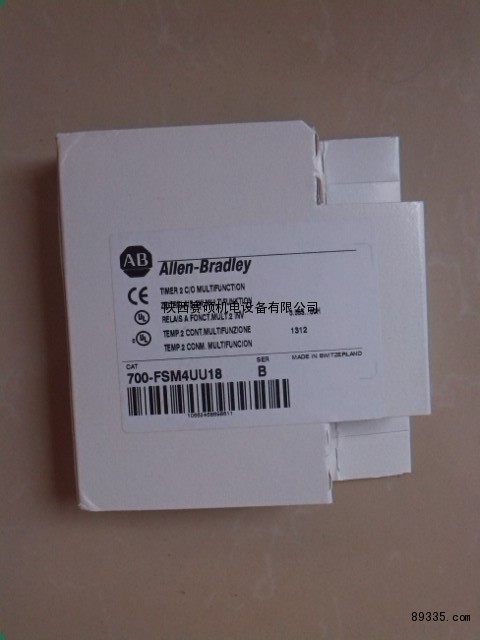 AB
Allen-Bradley
TIMER 2 C/O MULTIFUNCTION
陕西赛硕机电设备有限公司
RELAIS A FONCT.MULT.2 INV
TEMP.2 CONT.MULTIFUNZIONE 1312
TEMP.2 CONM. MULTIFUNCION
MADE IN SWITZERLAND
CAT SER
700-FSM4UU18 B
89335.com